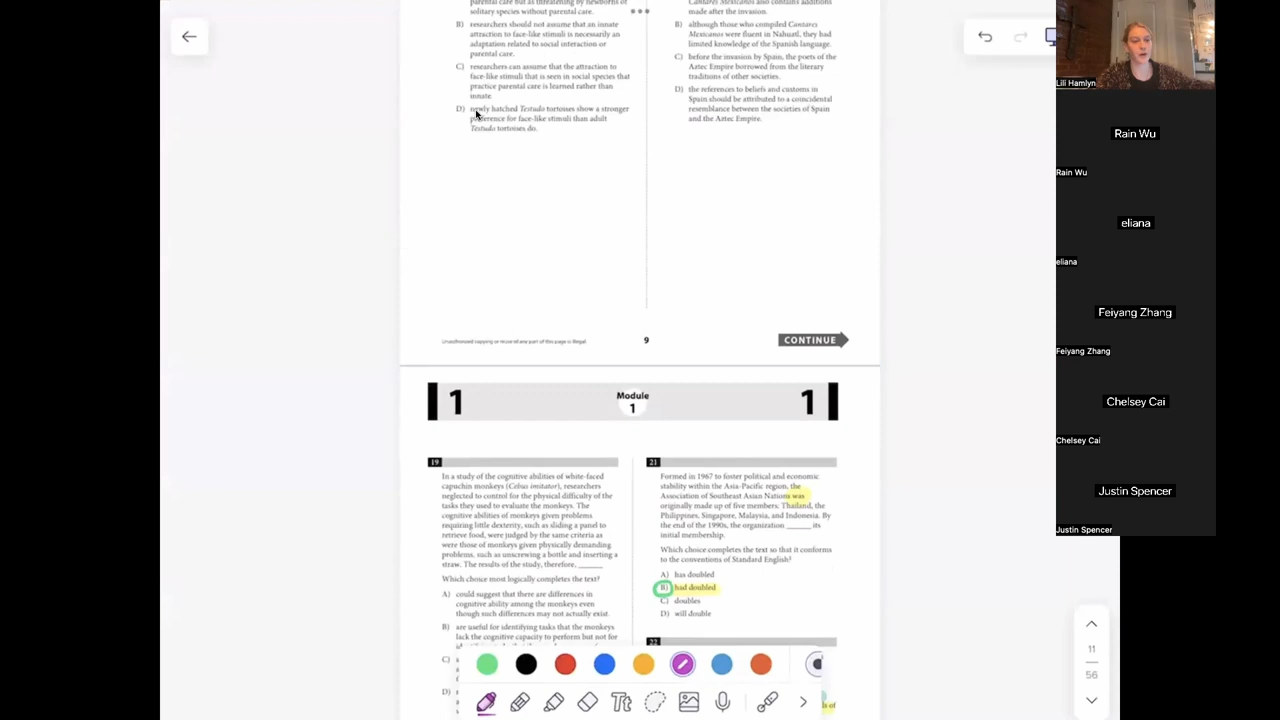 parental care but as threatening by newborns of
solitary species without parental care.
B) researchers should not assume that an innate
attraction to face-like stimuli is necessarily an
adaptation related to social interaction or
parental care.
C) researchers can assume that the attraction to
face-like stimuli that is seen in social species that
practice parental care is learned rather than
innate
D) newly hatched Testudo tortoises show a stronger
preference for face-like stimuli than adult
Testudo tortoises do.
Cantares Mexicanos also contains additions
made after the invasion.
B) although those who compiled Cantares
Mexicanos were fluent in Nahuatl, they had
limited knowledge of the Spanish language.
C) before the invasion by Spain, the poets of the
Aztec Empire borrowed from the literary
traditions of other societies.
D) the references to beliefs and customs in
Spain should be attributed to a coincidental
resemblance between the societies of Spain
and the Aztec Empire.
Unauthorized copying or reuse of any part of this page is illegal.
9
CONTINUE
1
Module
1
1
19
In a study of the cognitive abilities of white-faced
capuchin monkeys (Cebus imitator), researchers
neglected to control for the physical difficulty of the
tasks they used to evaluate the monkeys. The
cognitive abilities of monkeys given problems
requiring little dexterity, such as sliding a panel to
retrieve food, were judged by the same criteria as
were those of monkeys given physically demanding
problems, such as unscrewing a bottle and inserting a
straw. The results of the study, therefore, ______
Which choice most logically completes the text?
A) could suggest that there are differences in
cognitive ability among the monkeys even
though such differences may not actually exist.
B) are useful for identifying tasks that the monkeys
lack the cognitive capacity to perform but not for
C)
D)
21
Formed in 1967 to foster political and economic
stability within the Asia-Pacific region, the
Association of Southeast Asian Nations was
originally made up of five members: Thailand, the
Philippines, Singapore, Malaysia, and Indonesia. By
the end of the 1990s, the organization ______ its
initial membership.
Which choice completes the text so that it conforms
to the conventions of Standard English?
A) has doubled
B) had doubled
C) doubles
D) will double
22
Tt
11
56
Lili Hamlyn
Rain Wu
Rain Wu
eliana
eliana
Feiyang Zhang
Feiyang Zhang
Chelsey Cai
Chelsey Cai
Justin Spencer
Justin Spencer